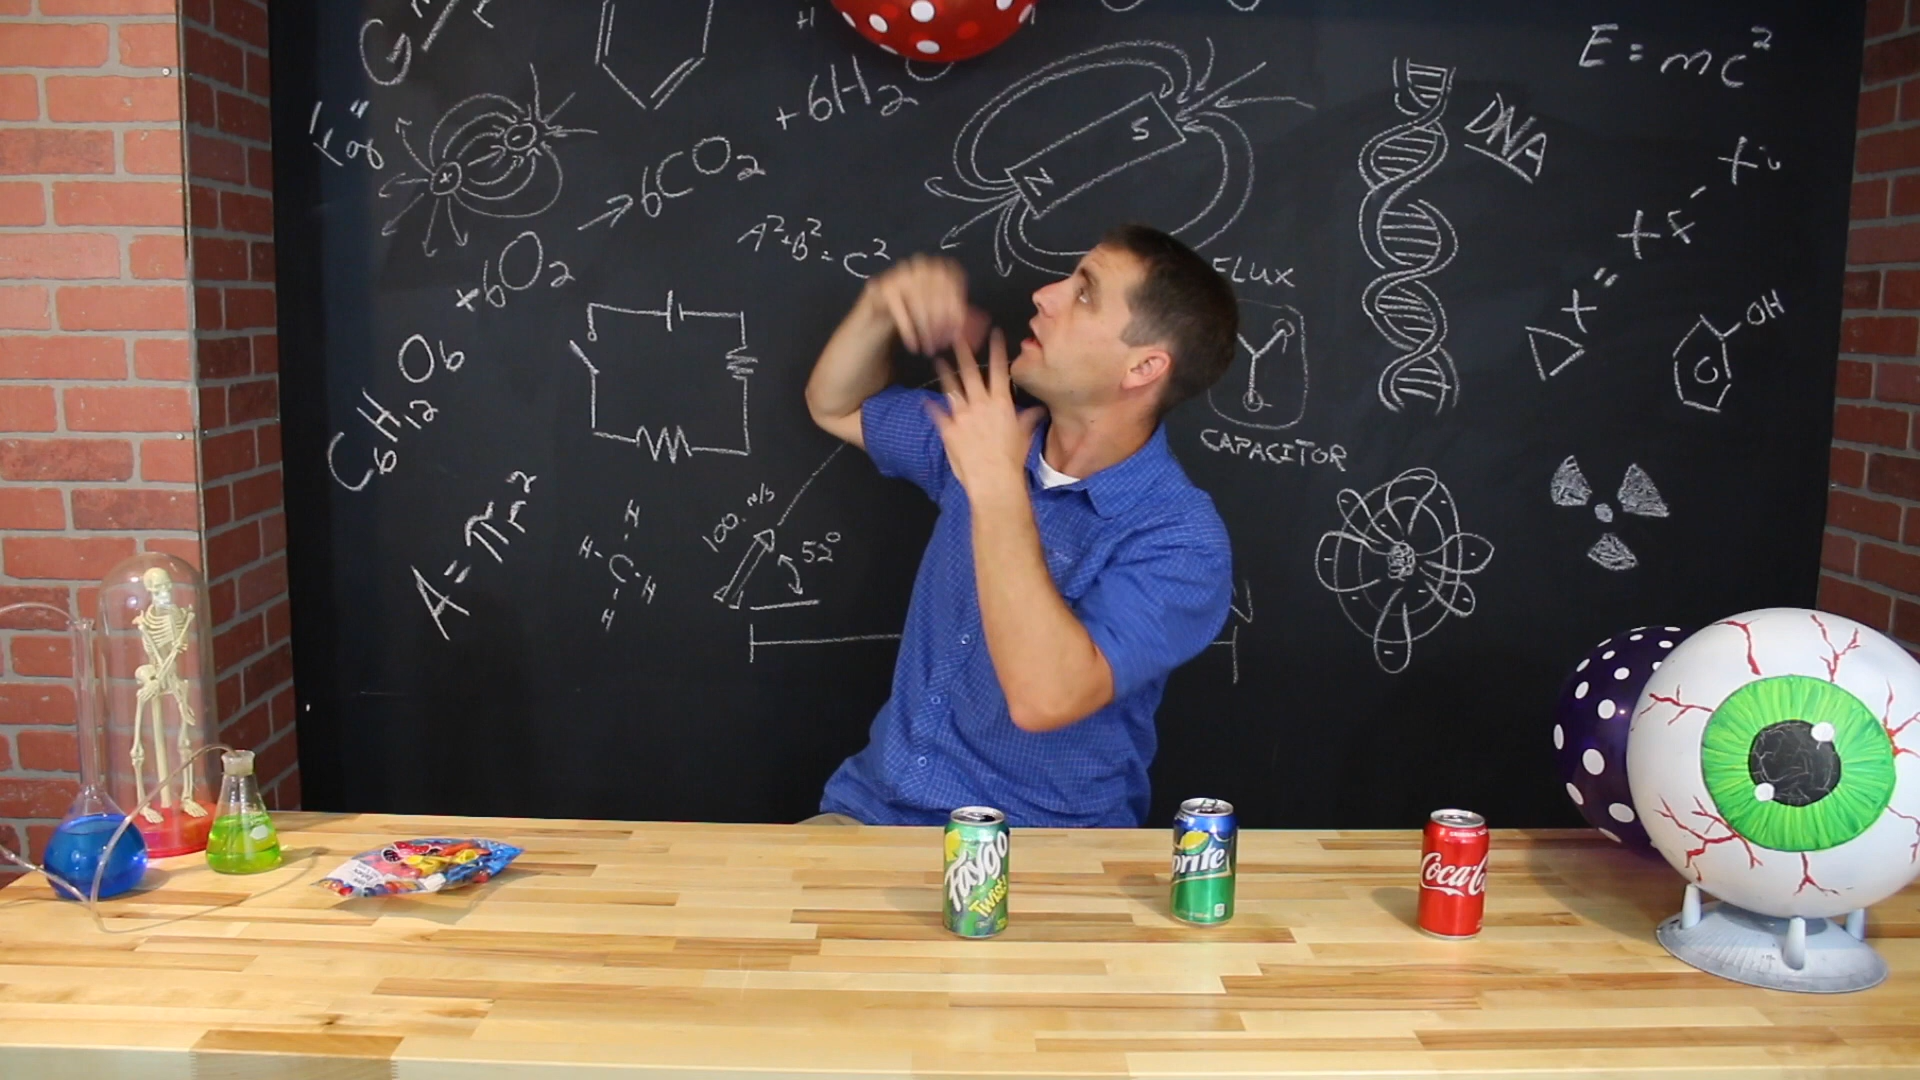 E = mc²
DNA
+6H₂O
→ 6CO₂
+6O₂
C₆H₁₂O₆
A²+B²=C²
S
N
FLUX
CAPACITOR
OH
A = πr²
100. m/s
52°
H
H-C-H
H
Faygo
Twist
Sprite
Coca-Cola